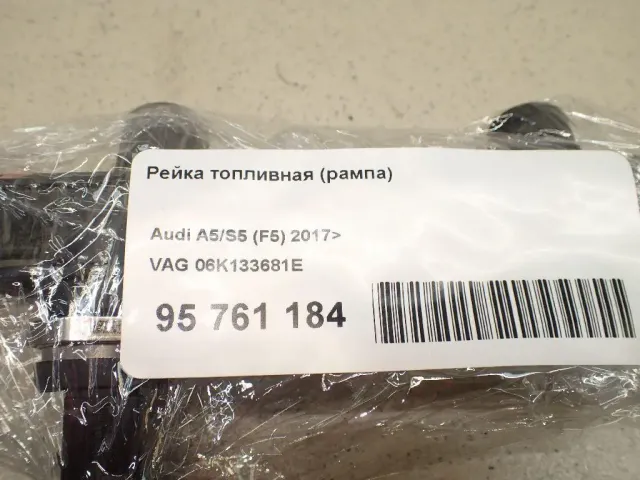 Рейка топливная (рампа)
Audi A5/S5 (F5) 2017>
VAG 06K133681E
95 761 184